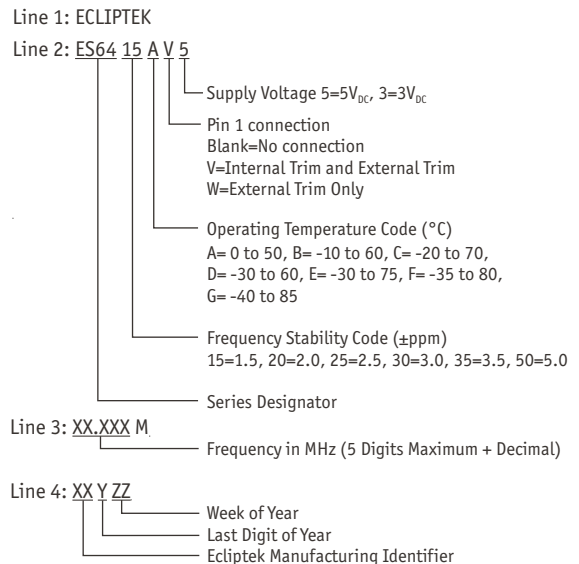 Line 1: ECLIPTEK
Line 2: ES64 15 A V 5
Supply Voltage 5=5VDC, 3=3VDC
Pin 1 connection
Blank=No connection
V=Internal Trim and External Trim
W=External Trim Only
Operating Temperature Code (°C)
A= 0 to 50, B= -10 to 60, C= -20 to 70,
D= -30 to 60, E= -30 to 75, F= -35 to 80,
G= -40 to 85
Frequency Stability Code (±ppm)
15=1.5, 20=2.0, 25=2.5, 30=3.0, 35=3.5, 50=5.0
Series Designator
Line 3: XX.XXX M
Frequency in MHz (5 Digits Maximum + Decimal)
Line 4: XX Y ZZ
Week of Year
Last Digit of Year
Ecliptek Manufacturing Identifier